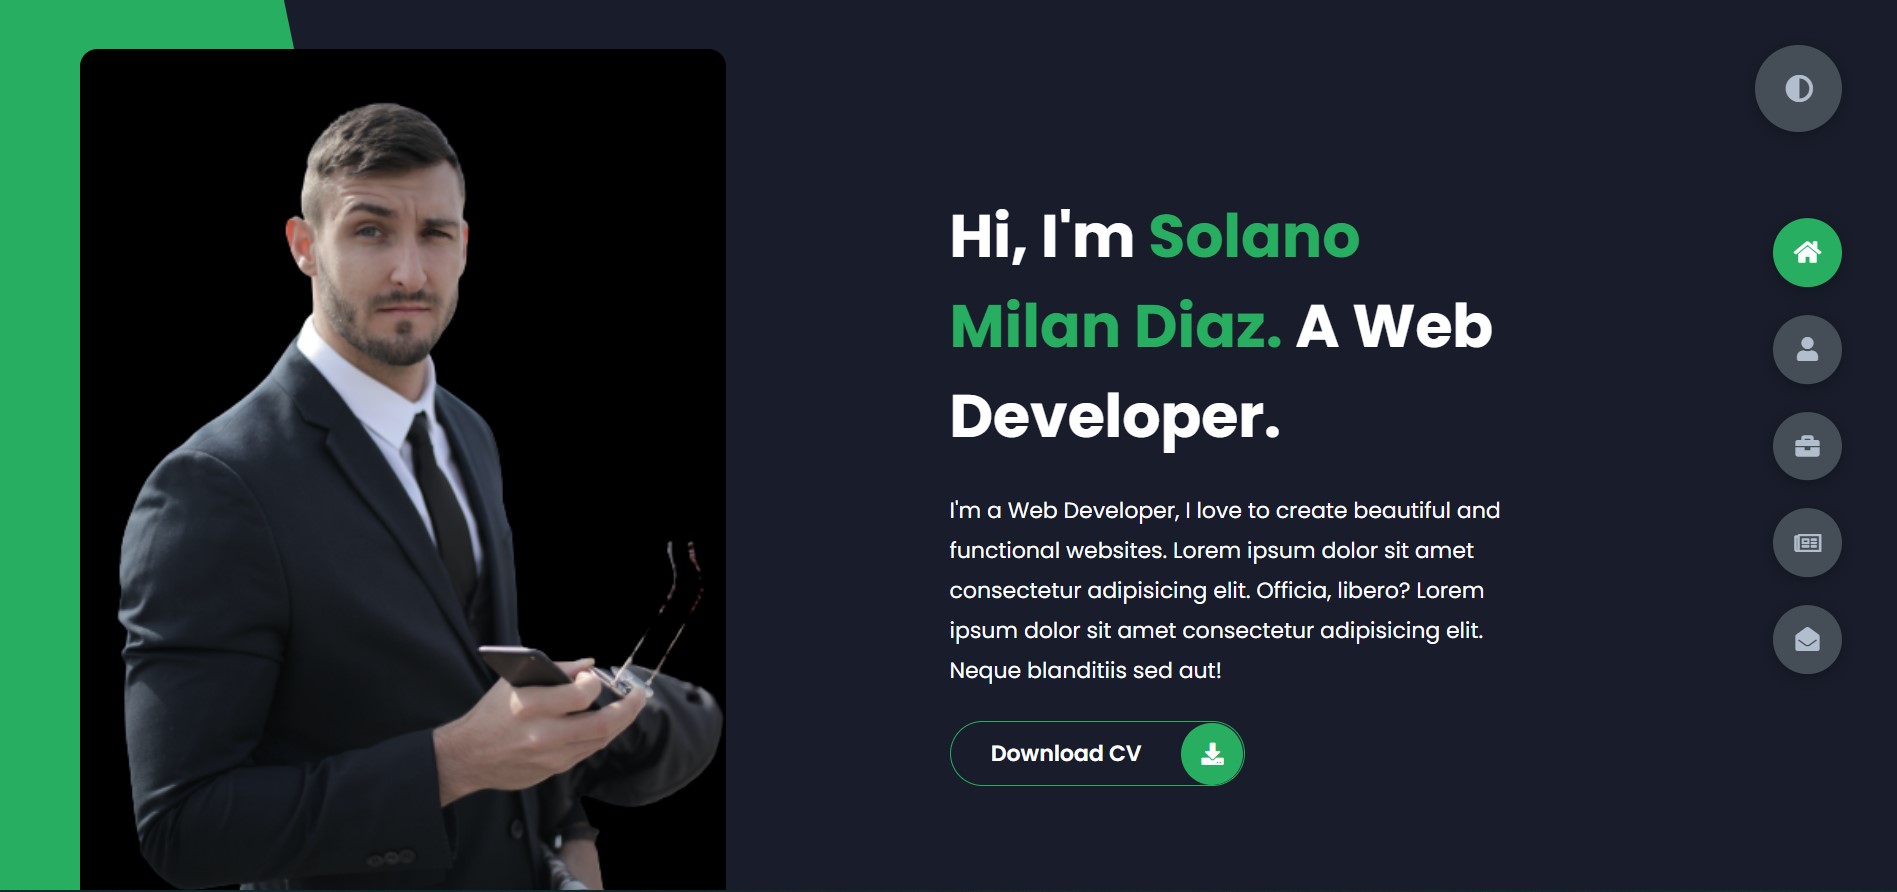 Hi, I'm Solano
Milan Diaz. A Web
Developer.
I'm a Web Developer, I love to create beautiful and
functional websites. Lorem ipsum dolor sit amet
consectetur adipisicing elit. Officia, libero? Lorem
ipsum dolor sit amet consectetur adipisicing elit.
Neque blanditiis sed aut!
Download CV